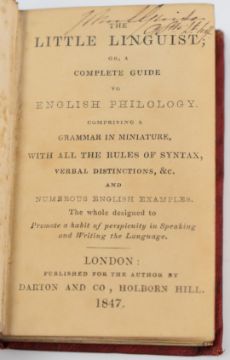 THE
LITTLE LINGUIST;
OR, A
COMPLETE GUIDE
TO
ENGLISH PHILOLOGY.
COMPRISING A
GRAMMAR IN MINIATURE,
WITH ALL THE RULES OF SYNTAX,
VERBAL DISTINCTIONS, &c.
AND
NUMEROUS ENGLISH EXAMPLES.
The whole designed to
Promote a habit of perspicuity in Speaking
and Writing the Language.
LONDON:
PUBLISHED FOR THE AUTHOR BY
DARTON AND CO, HOLBORN HILL.
1847.